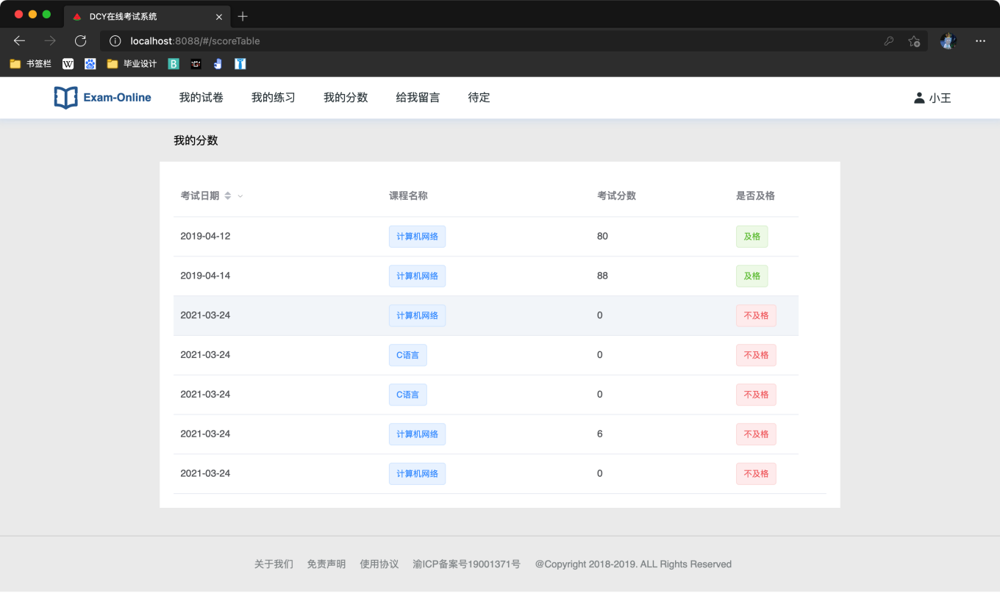 DCY在线考试系统
localhost:8088/#/scoreTable
书签栏 W 毕业设计 B
Exam-Online 我的试卷 我的练习 我的分数 给我留言 待定 小王
我的分数
考试日期 课程名称 考试分数 是否及格
2019-04-12 计算机网络 80 及格
2019-04-14 计算机网络 88 及格
2021-03-24 计算机网络 0 不及格
2021-03-24 C语言 0 不及格
2021-03-24 C语言 0 不及格
2021-03-24 计算机网络 6 不及格
2021-03-24 计算机网络 0 不及格
关于我们 免责声明 使用协议 渝ICP备案号19001371号 @Copyright 2018-2019. ALL Rights Reserved